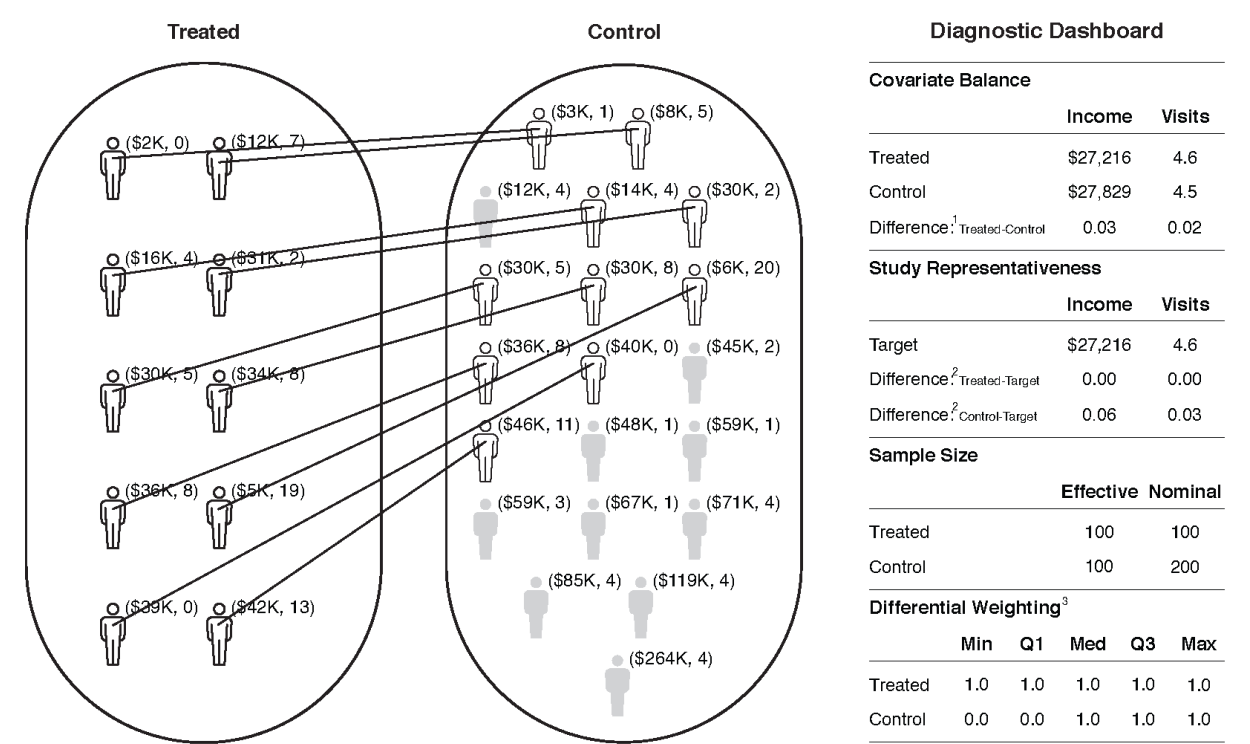 Treated
Control
($2K, 0) ($12K, 7)
($3K, 1) ($8K, 5)
($12K, 4) ($14K, 4) ($30K, 2)
($16K, 4) ($31K, 2)
($30K, 5) ($30K, 8) ($6K, 20)
($36K, 8) ($40K, 0) ($45K, 2)
($30K, 5) ($34K, 8)
($46K, 11) ($48K, 1) ($59K, 1)
($36K, 8) ($5K, 19)
($59K, 3) ($67K, 1) ($71K, 4)
($85K, 4) ($119K, 4)
($39K, 0) ($42K, 13)
($264K, 4)
Diagnostic Dashboard
Covariate Balance
Income Visits
Treated $27,216 4.6
Control $27,829 4.5
Difference:1 Treated-Control 0.03 0.02
Study Representativeness
Income Visits
Target $27,216 4.6
Difference:2 Treated-Target 0.00 0.00
Difference:2 Control-Target 0.06 0.03
Sample Size
Effective Nominal
Treated 100 100
Control 100 200
Differential Weighting3
Min Q1 Med Q3 Max
Treated 1.0 1.0 1.0 1.0 1.0
Control 0.0 0.0 1.0 1.0 1.0